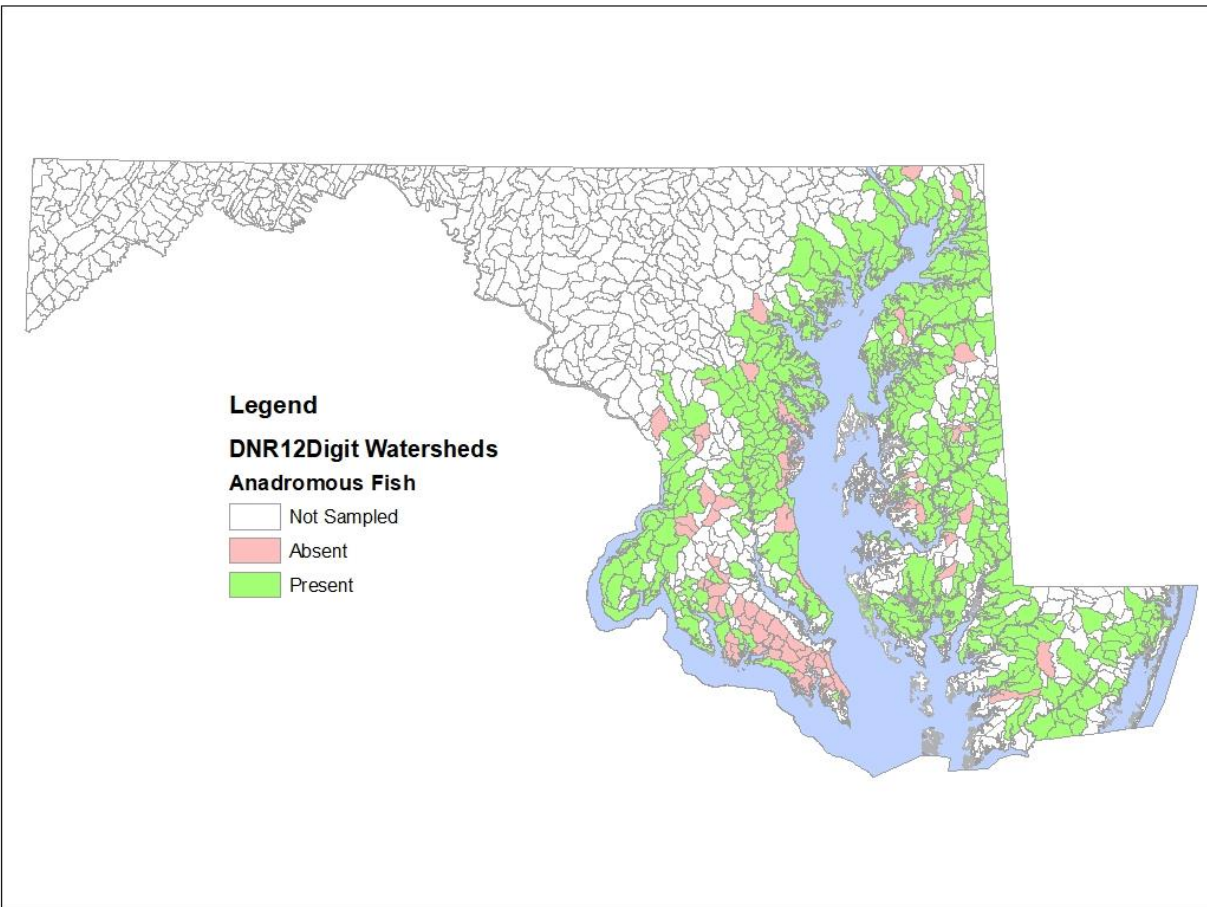 Legend
DNR12Digit Watersheds
Anadromous Fish
Not Sampled
Absent
Present